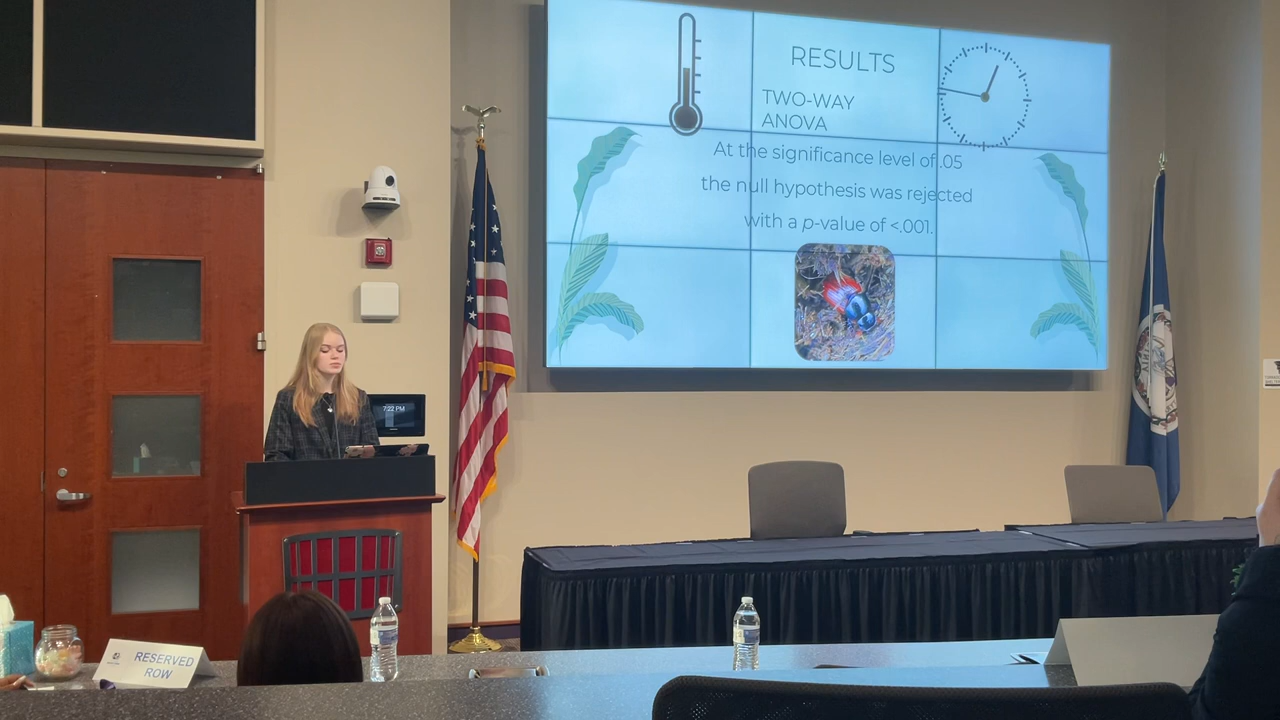 RESULTS
TWO-WAY
ANOVA
At the significance level of .05
the null hypothesis was rejected
with a p-value of <.001.
7:22 PM
RESERVED
ROW